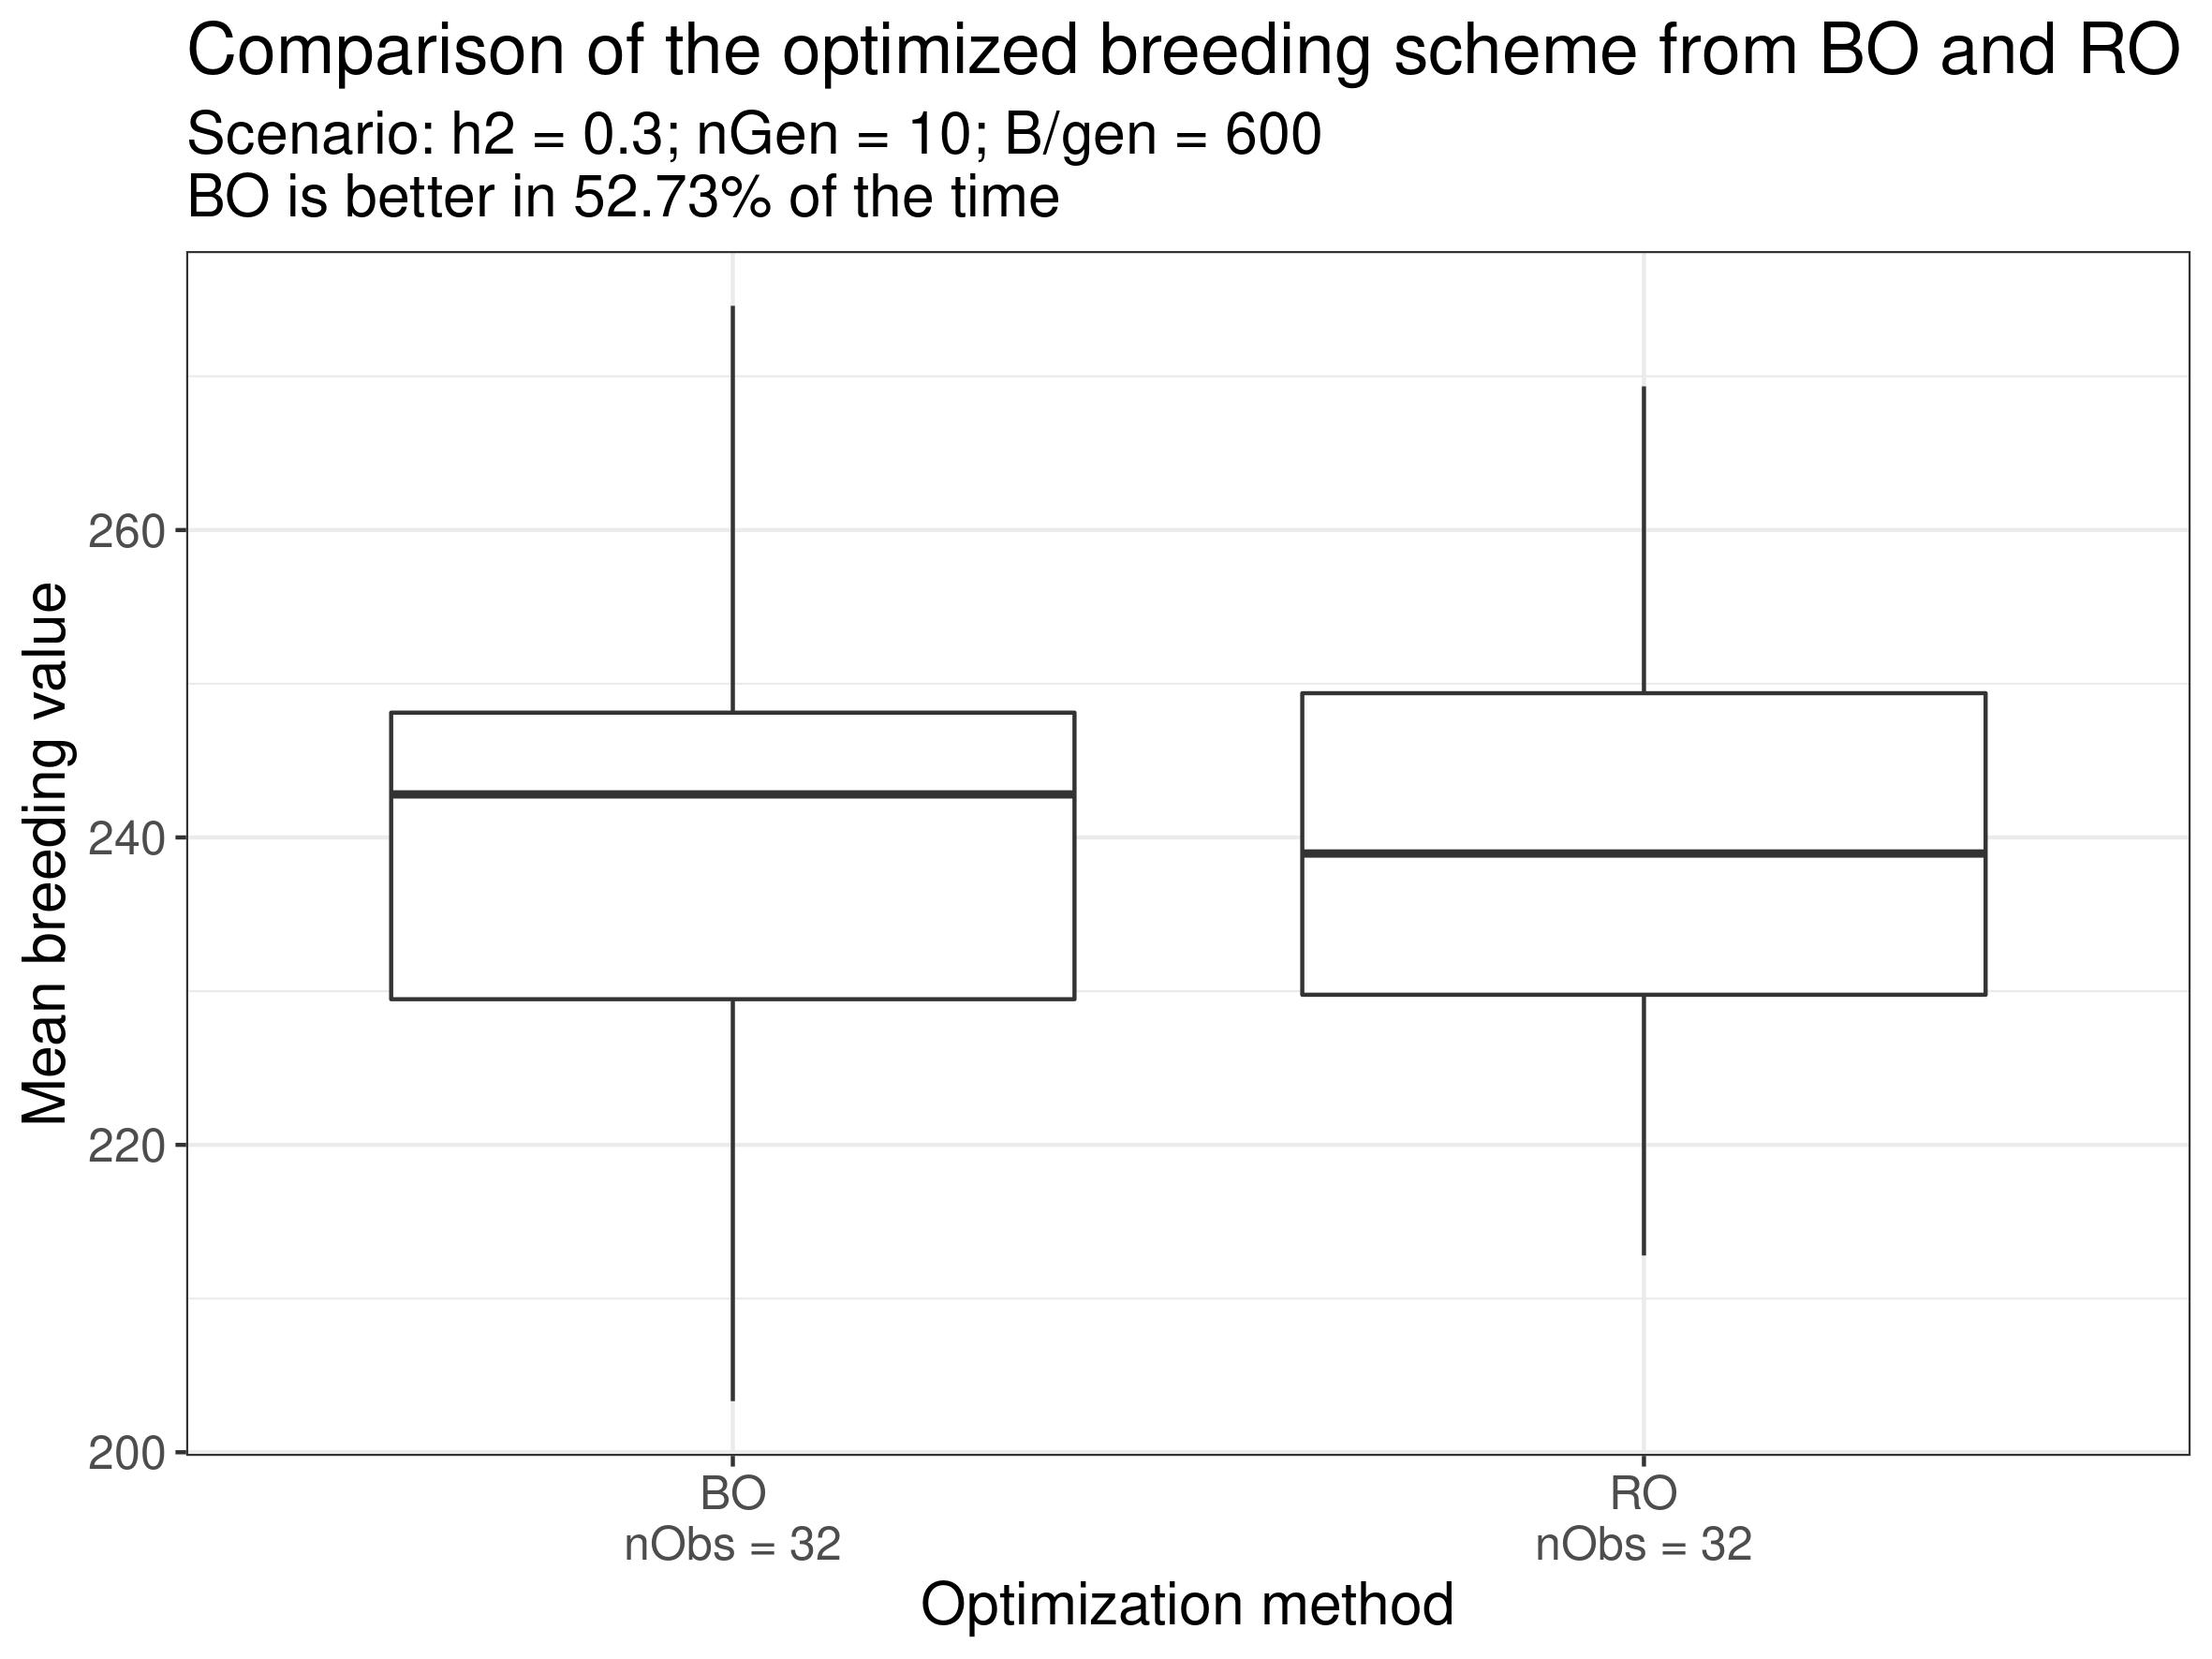 Comparison of the optimized breeding scheme from BO and RO
Scenario: h2 = 0.3; nGen = 10; B/gen = 600
BO is better in 52.73% of the time
Mean breeding value
260
240
220
200
BO
nObs = 32
RO
nObs = 32
Optimization method